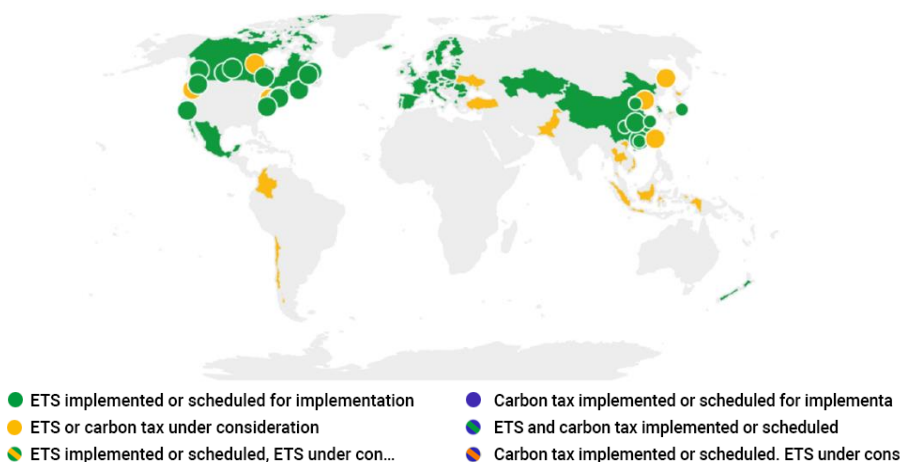 ETS implemented or scheduled for implementation
Carbon tax implemented or scheduled for implementa
ETS or carbon tax under consideration
ETS and carbon tax implemented or scheduled
ETS implemented or scheduled, ETS under con...
Carbon tax implemented or scheduled. ETS under cons